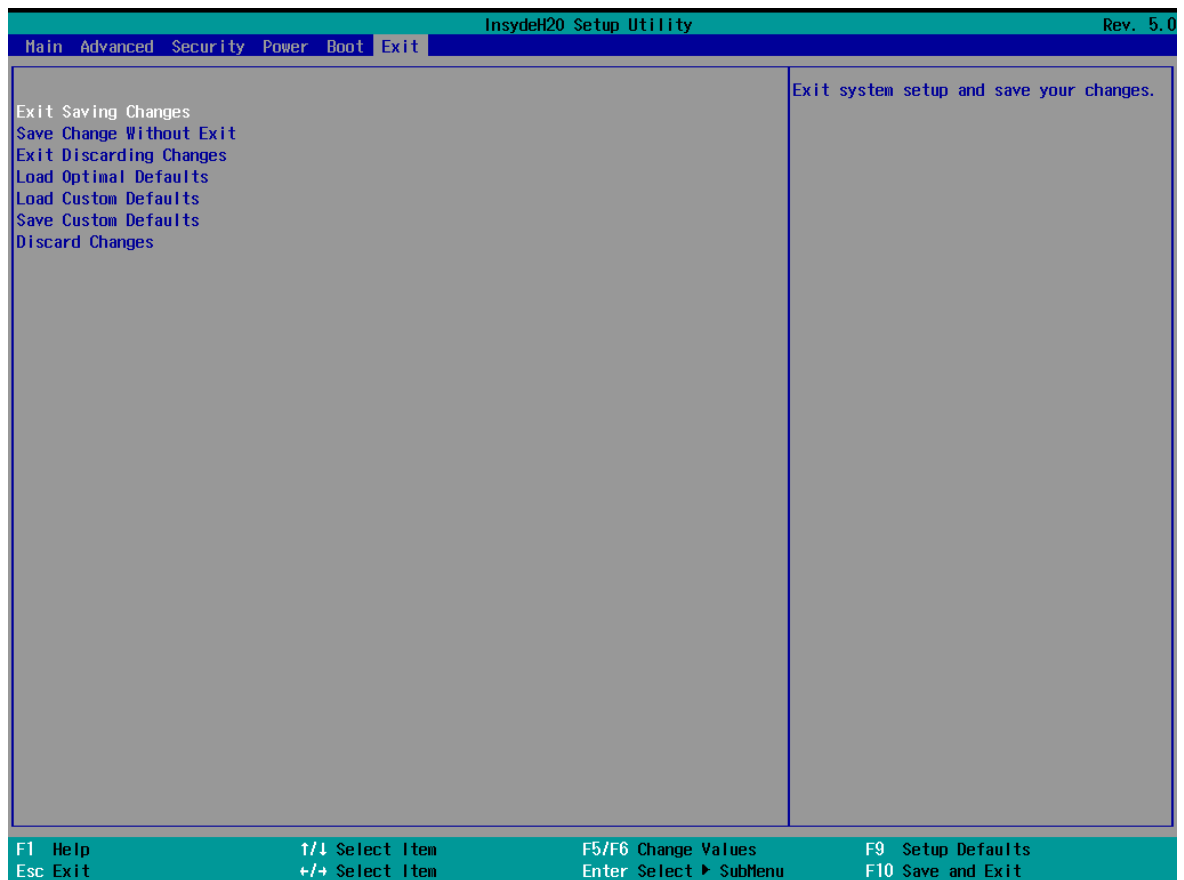 InsydeH20 Setup Utility Rev. 5.0
Main Advanced Security Power Boot Exit
Exit Saving Changes
Save Change Without Exit
Exit Discarding Changes
Load Optimal Defaults
Load Custom Defaults
Save Custom Defaults
Discard Changes
Exit system setup and save your changes.
F1 Help ↑/↓ Select Item F5/F6 Change Values F9 Setup Defaults
Esc Exit ←/→ Select Item Enter Select ► SubMenu F10 Save and Exit